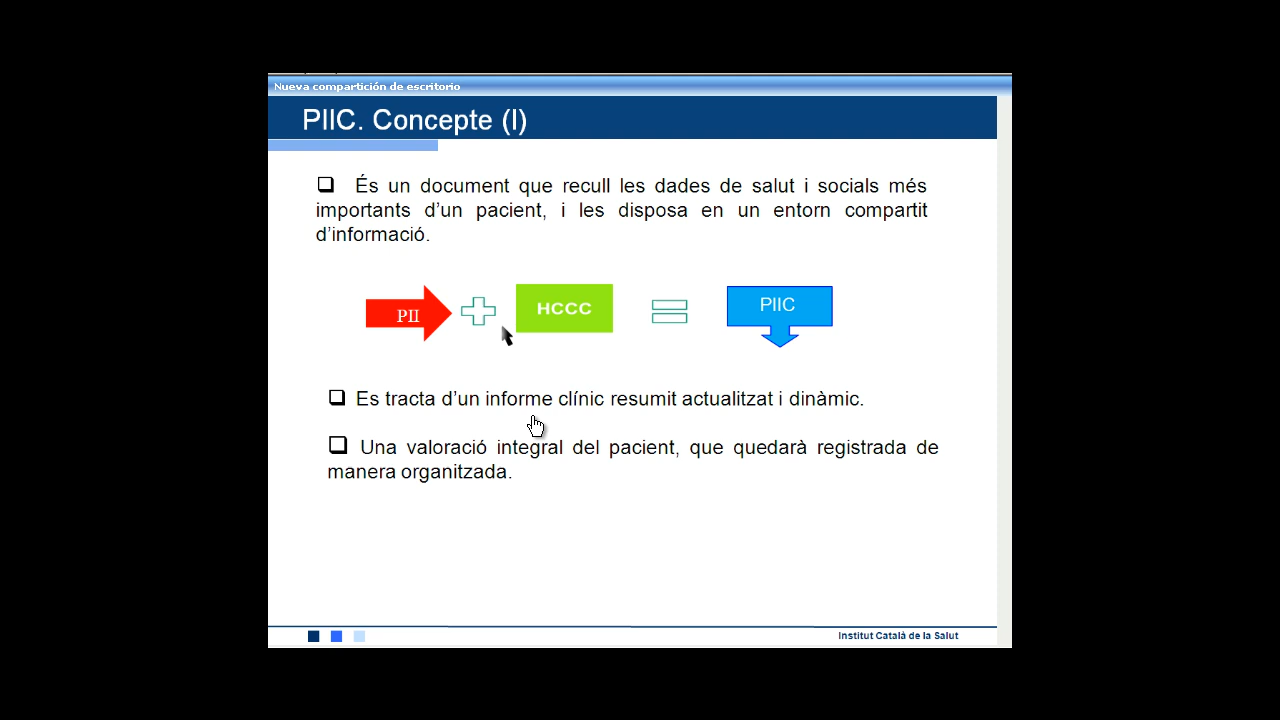 Nueva compartición de escritorio
PIIC. Concepte (I)
És un document que recull les dades de salut i socials més
importants d'un pacient, i les disposa en un entorn compartit
d'informació.
PII
HCCC
PIIC
Es tracta d'un informe clínic resumit actualitzat i dinàmic.
Una valoració integral del pacient, que quedarà registrada de
manera organitzada.
Institut Català de la Salut